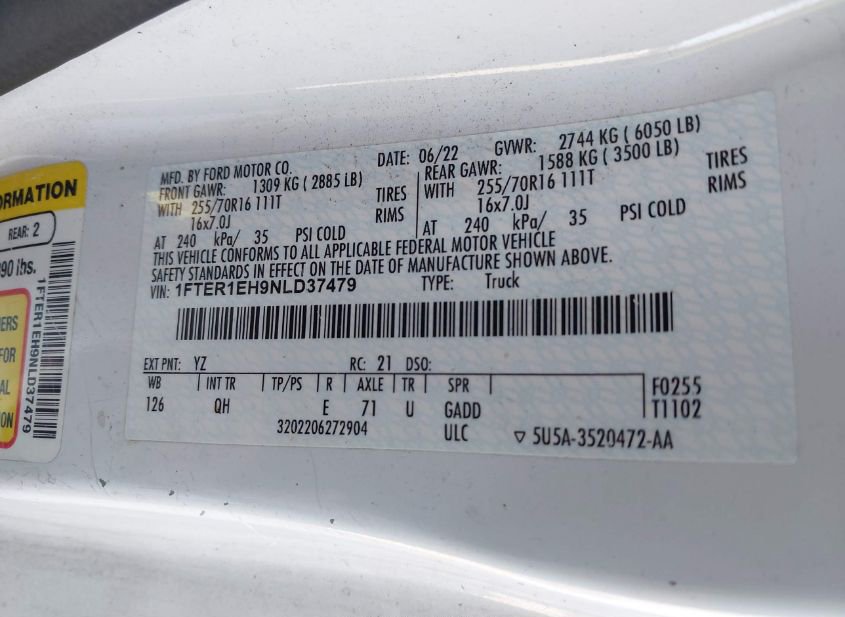 ORMATION
REAR: 2
90 lbs.
ERS
FOR
AL
ON
1FTER1EH9NLD37479
MFD. BY FORD MOTOR CO. DATE: 06/22 GVWR: 2744 KG ( 6050 LB)
FRONT GAWR: 1309 KG ( 2885 LB) REAR GAWR: 1588 KG ( 3500 LB)
WITH 255/70R16 111T TIRES WITH 255/70R16 111T TIRES
16x7.0J RIMS 16x7.0J RIMS
AT 240 kPa/ 35 PSI COLD AT 240 kPa/ 35 PSI COLD
THIS VEHICLE CONFORMS TO ALL APPLICABLE FEDERAL MOTOR VEHICLE
SAFETY STANDARDS IN EFFECT ON THE DATE OF MANUFACTURE SHOWN ABOVE.
VIN: 1FTER1EH9NLD37479 TYPE: Truck
EXT PNT: YZ RC: 21 DSO:
WB INT TR TP/PS R AXLE TR SPR F0255
126 QH E 71 U GADD T1102
3202206272904 ULC ▽ 5U5A-3520472-AA